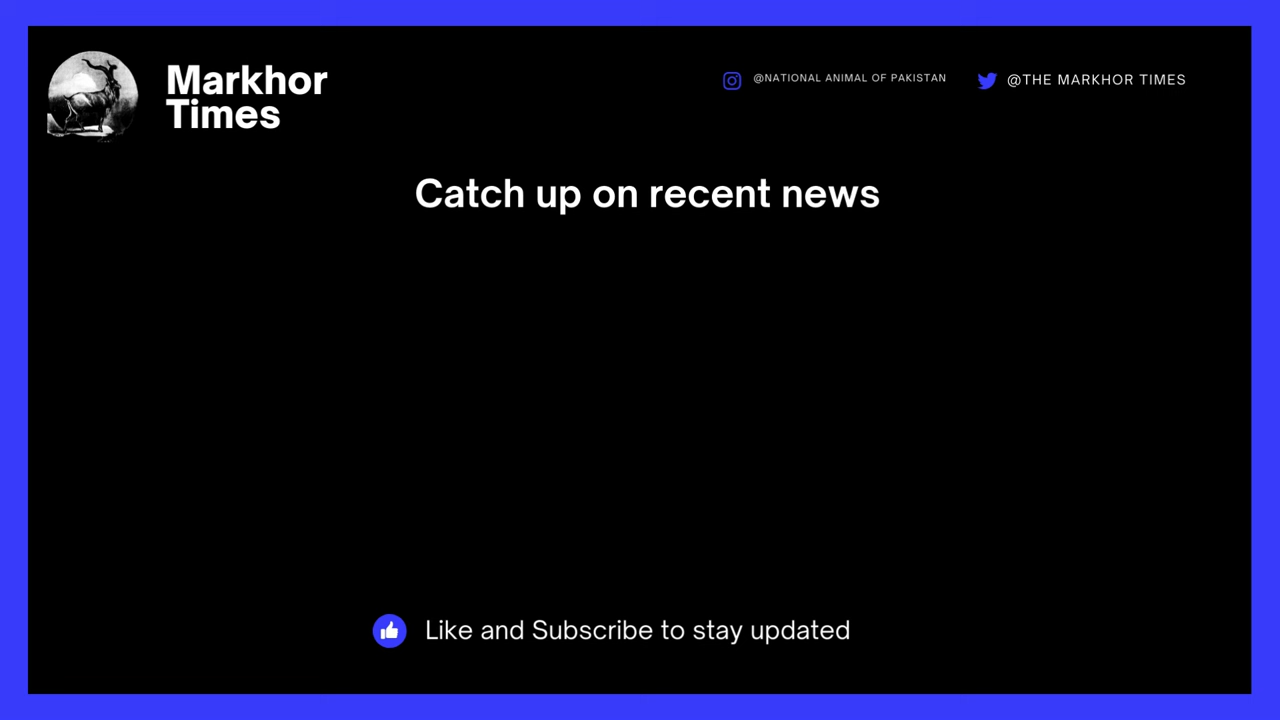 Markhor
Times
@NATIONAL ANIMAL OF PAKISTAN
@THE MARKHOR TIMES
Catch up on recent news
Like and Subscribe to stay updated